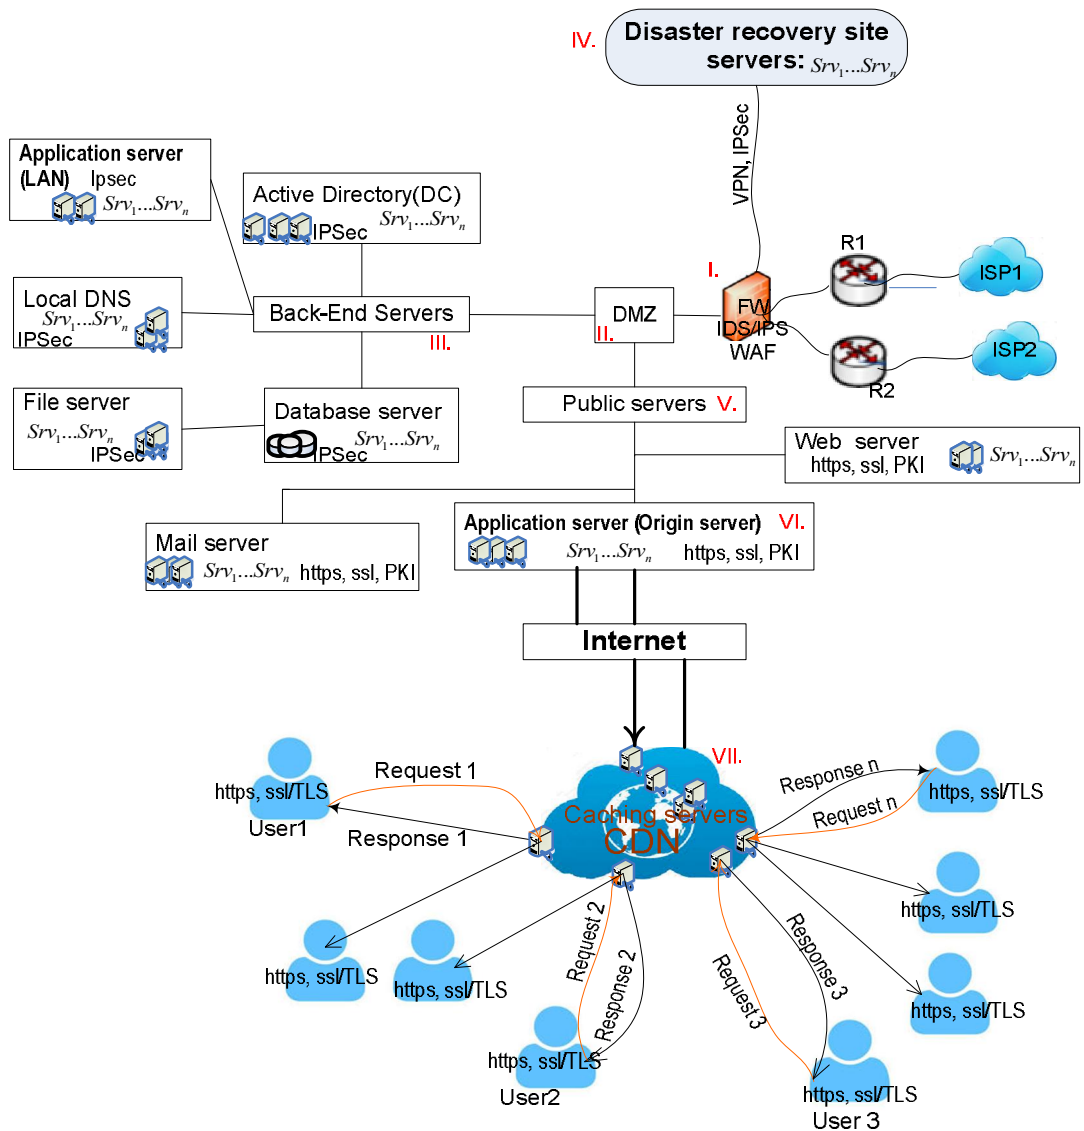 IV.
Disaster recovery site
servers: Srv₁...Srvₙ
VPN, IPSec
Application server
(LAN) Ipsec
Srv₁...Srvₙ
Active Directory(DC)
Srv₁...Srvₙ
IPSec
R1
ISP1
I.
FW
IDS/IPS
WAF
Local DNS
Srv₁...Srvₙ
IPSec
Back-End Servers
III.
DMZ
II.
ISP2
R2
File server
Srv₁...Srvₙ
IPSec
Database server
Srv₁...Srvₙ
IPSec
Public servers V.
Web server
https, ssl, PKI Srv₁...Srvₙ
Mail server
Srv₁...Srvₙ https, ssl, PKI
Application server (Origin server) VI.
Srv₁...Srvₙ https, ssl, PKI
Internet
VII.
Caching servers
CDN
Request 1
https, ssl/TLS
User1
Response 1
Response n
Request n
https, ssl/TLS
https, ssl/TLS
https, ssl/TLS
https, ssl/TLS
https, ssl/TLS
Request 2
Response 2
https, ssl/TLS
User2
Response 3
Request 3
https, ssl/TLS
User 3